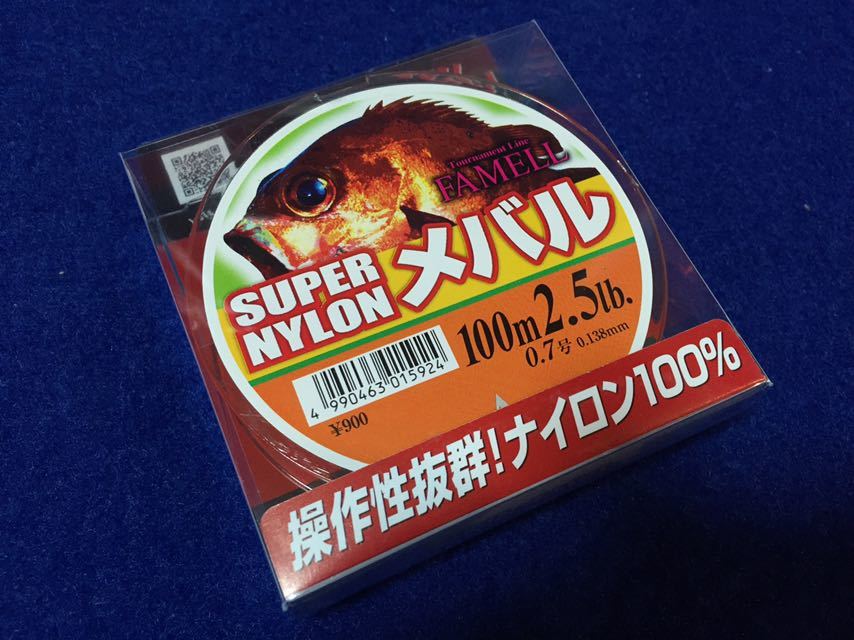 Tournament Line
FAMELL
SUPER
NYLON
メバル
100m 2.5lb.
0.7号 0.138mm
4 990463 015924
¥900
操作性抜群!ナイロン100%